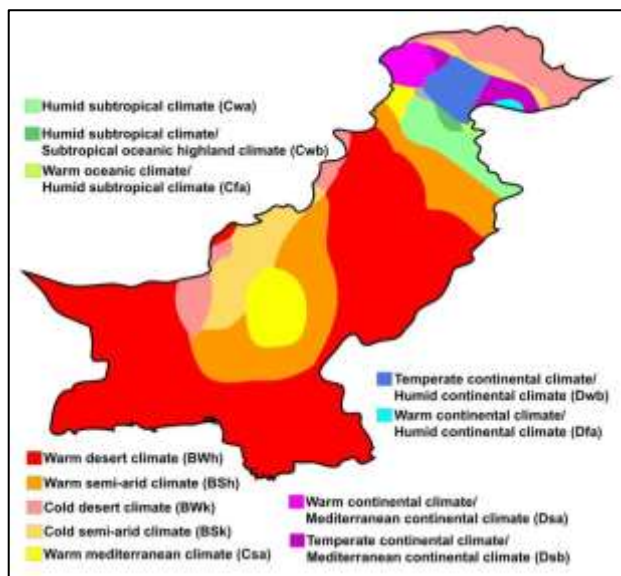 Humid subtropical climate (Cwa)
Humid subtropical climate/
Subtropical oceanic highland climate (Cwb)
Warm oceanic climate/
Humid subtropical climate (Cfa)
Temperate continental climate/
Humid continental climate (Dwb)
Warm continental climate/
Humid continental climate (Dfa)
Warm desert climate (BWh)
Warm semi-arid climate (BSh)
Cold desert climate (BWk)
Cold semi-arid climate (BSk)
Warm mediterranean climate (Csa)
Warm continental climate/
Mediterranean continental climate (Dsa)
Temperate continental climate/
Mediterranean continental climate (Dsb)